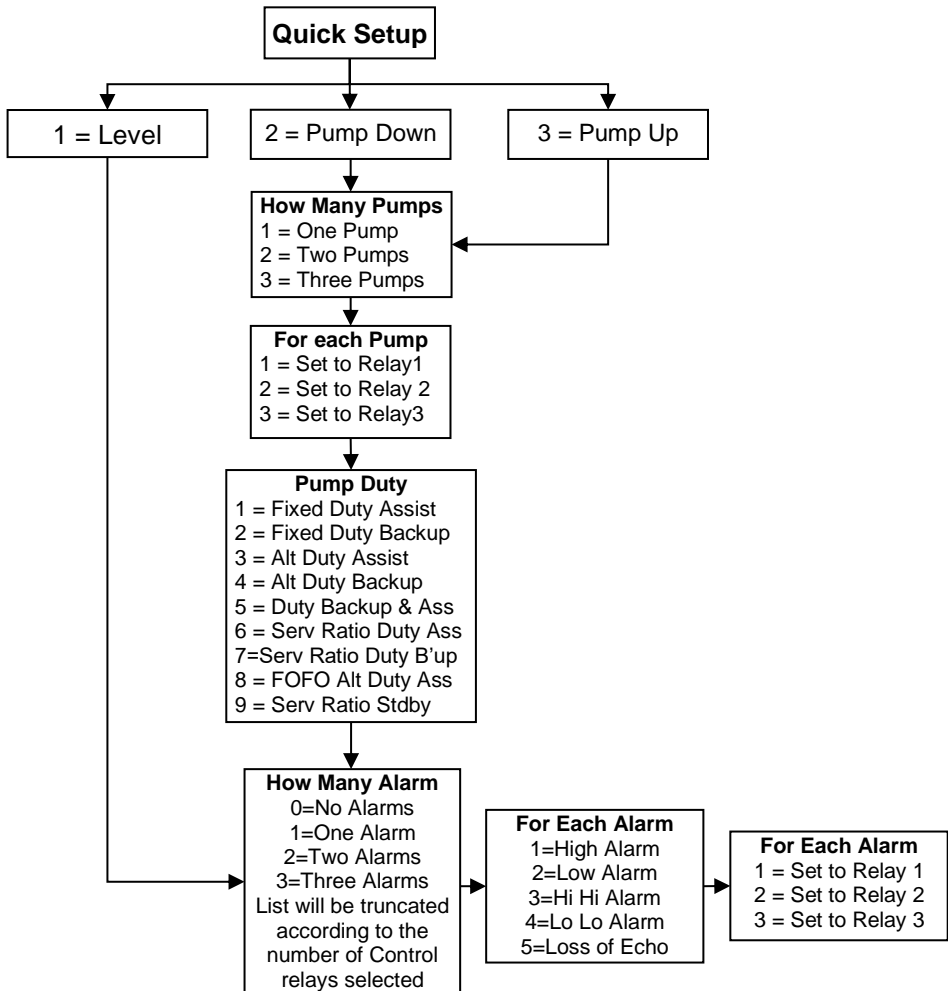 Quick Setup
1 = Level
2 = Pump Down
3 = Pump Up
How Many Pumps
1 = One Pump
2 = Two Pumps
3 = Three Pumps
For each Pump
1 = Set to Relay1
2 = Set to Relay 2
3 = Set to Relay3
Pump Duty
1 = Fixed Duty Assist
2 = Fixed Duty Backup
3 = Alt Duty Assist
4 = Alt Duty Backup
5 = Duty Backup & Ass
6 = Serv Ratio Duty Ass
7=Serv Ratio Duty B'up
8 = FOFO Alt Duty Ass
9 = Serv Ratio Stdby
How Many Alarm
0=No Alarms
1=One Alarm
2=Two Alarms
3=Three Alarms
List will be truncated
according to the
number of Control
relays selected
For Each Alarm
1=High Alarm
2=Low Alarm
3=Hi Hi Alarm
4=Lo Lo Alarm
5=Loss of Echo
For Each Alarm
1 = Set to Relay 1
2 = Set to Relay 2
3 = Set to Relay 3